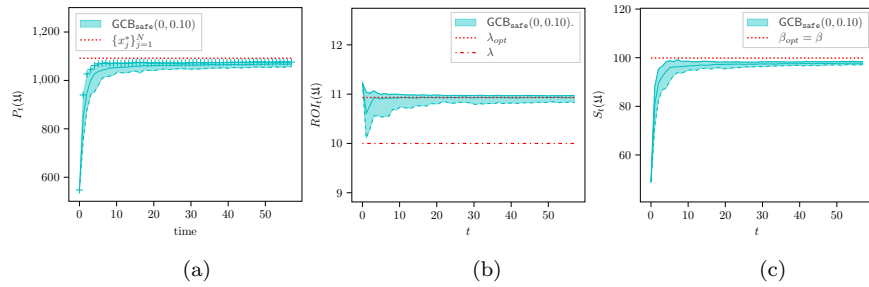 GCB_safe(0, 0.10)
{x*_j}^N_{j=1}
P_t(𝔘)
1,200
1,000
800
600
0 10 20 30 40 50
time
(a)
GCB_safe(0, 0.10).
λ_opt
λ
ROI_t(𝔘)
12
11
10
9
0 10 20 30 40 50
t
(b)
GCB_safe(0, 0.10)
β_opt = β
S_t(𝔘)
120
100
80
60
0 10 20 30 40 50
t
(c)